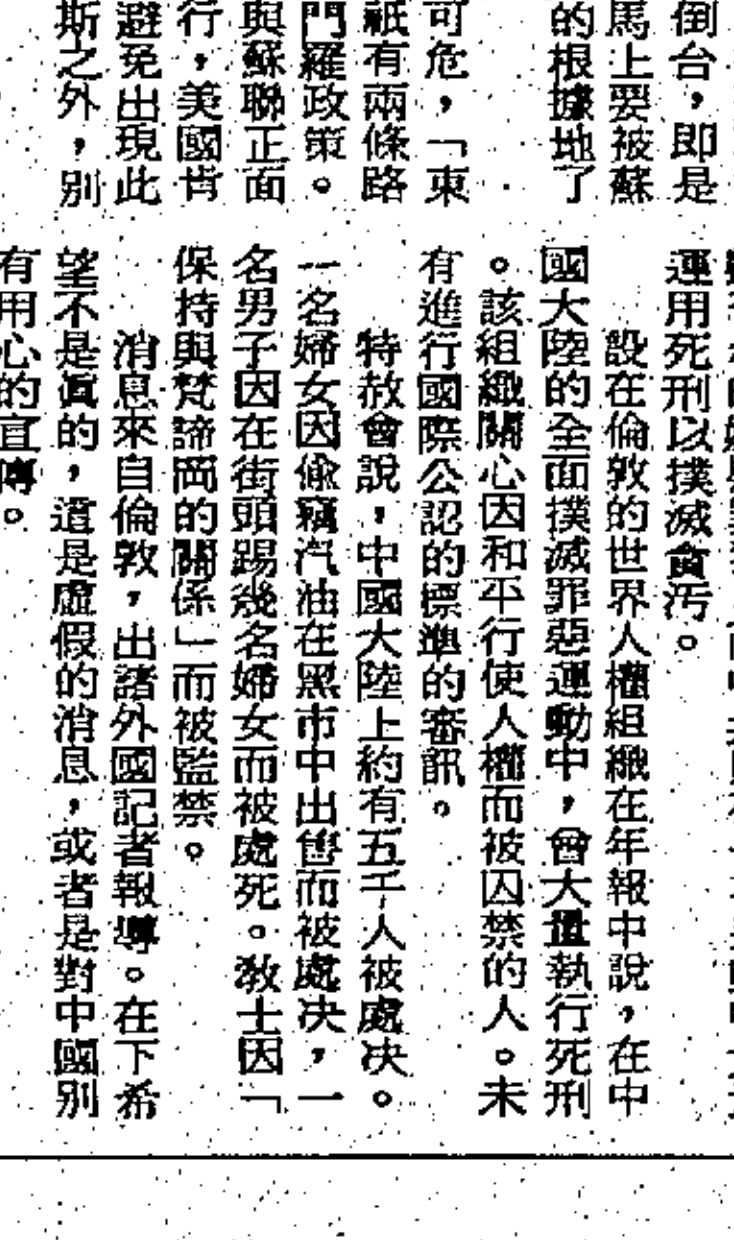 倒台,即是
馬上要被蘇
的根據地了
可危,「東
祇有兩條路
門羅政策。
與蘇聯正面
行,美國肯
避免出現此
斯之外,别
運用死刑以撲滅貪污。
設在倫敦的世界人權組織在年報中說,在中
國大陸的全面撲滅罪惡運動中,曾大量執行死刑
。該組織關心因和平行使人權而被囚禁的人。未
有進行國際公認的標準的審訊。
特赦會說,中國大陸上約有五千人被處决。
一名婦女因偸竊汽油在黑市中出售而被處决,一
名男子因在街頭踢幾名婦女而被處死。教士因「
保持與梵諦岡的關係」而被監禁。
消息來自倫敦,出諸外國記者報導。在下希
望不是眞的,這是虛假的消息,或者是對中國别
有用心的宣傳。